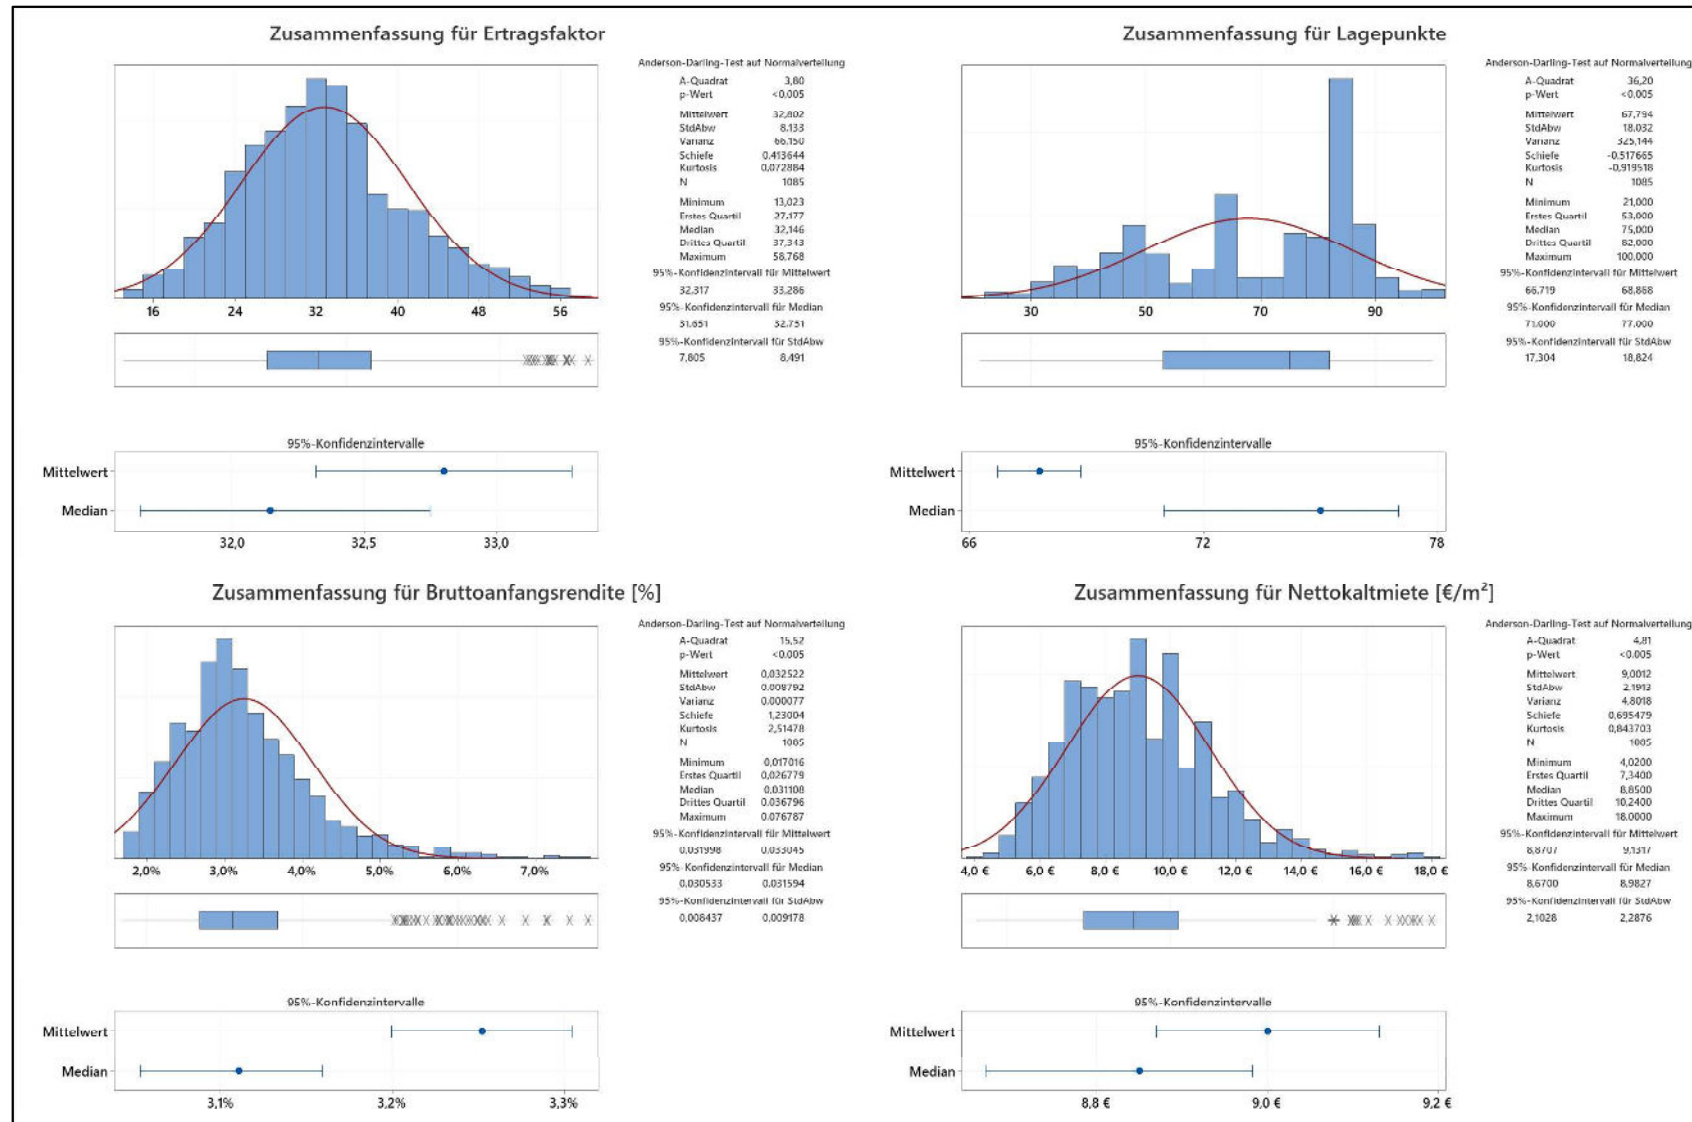 Zusammenfassung für Ertragsfaktor
Anderson-Darling-Test auf Normalverteilung
A-Quadrat 3,80
p-Wert <0,005
Mittelwert 32,802
StdAbw 8,133
Varianz 66,150
Schiefe 0,413644
Kurtosis 0,072884
N 1085
Minimum 13,023
Erstes Quartil 27,177
Median 32,146
Drittes Quartil 37,343
Maximum 58,768
95%-Konfidenzintervall für Mittelwert
32,317 33,286
95%-Konfidenzintervall für Median
31,651 32,751
95%-Konfidenzintervall für StdAbw
7,805 8,491
16 24 32 40 48 56
95%-Konfidenzintervalle
Mittelwert
Median
32,0 32,5 33,0
Zusammenfassung für Lagepunkte
Anderson-Darling-Test auf Normalverteilung
A-Quadrat 36,20
p-Wert <0,005
Mittelwert 67,794
StdAbw 18,032
Varianz 325,144
Schiefe -0,517665
Kurtosis -0,919518
N 1085
Minimum 21,000
Erstes Quartil 53,000
Median 75,000
Drittes Quartil 82,000
Maximum 100,000
95%-Konfidenzintervall für Mittelwert
66,719 68,868
95%-Konfidenzintervall für Median
71,000 77,000
95%-Konfidenzintervall für StdAbw
17,304 18,824
30 50 70 90
95%-Konfidenzintervalle
Mittelwert
Median
66 72 78
Zusammenfassung für Bruttoanfangsrendite [%]
Anderson-Darling-Test auf Normalverteilung
A-Quadrat 15,52
p-Wert <0,005
Mittelwert 0,032522
StdAbw 0,008792
Varianz 0,000077
Schiefe 1,23004
Kurtosis 2,51478
N 1085
Minimum 0,017016
Erstes Quartil 0,026779
Median 0,031108
Drittes Quartil 0,036796
Maximum 0,076787
95%-Konfidenzintervall für Mittelwert
0,031998 0,033045
95%-Konfidenzintervall für Median
0,030533 0,031594
95%-Konfidenzintervall für StdAbw
0,008437 0,009178
2,0% 3,0% 4,0% 5,0% 6,0% 7,0%
95%-Konfidenzintervalle
Mittelwert
Median
3,1% 3,2% 3,3%
Zusammenfassung für Nettokaltmiete [€/m²]
Anderson-Darling-Test auf Normalverteilung
A-Quadrat 4,81
p-Wert <0,005
Mittelwert 9,0012
StdAbw 2,1913
Varianz 4,8018
Schiefe 0,695479
Kurtosis 0,843703
N 1085
Minimum 4,0200
Erstes Quartil 7,3400
Median 8,8500
Drittes Quartil 10,2400
Maximum 18,0000
95%-Konfidenzintervall für Mittelwert
8,8707 9,1317
95%-Konfidenzintervall für Median
8,6700 8,9827
95%-Konfidenzintervall für StdAbw
2,1028 2,2876
4,0 € 6,0 € 8,0 € 10,0 € 12,0 € 14,0 € 16,0 € 18,0 €
95%-Konfidenzintervalle
Mittelwert
Median
8,8 € 9,0 € 9,2 €